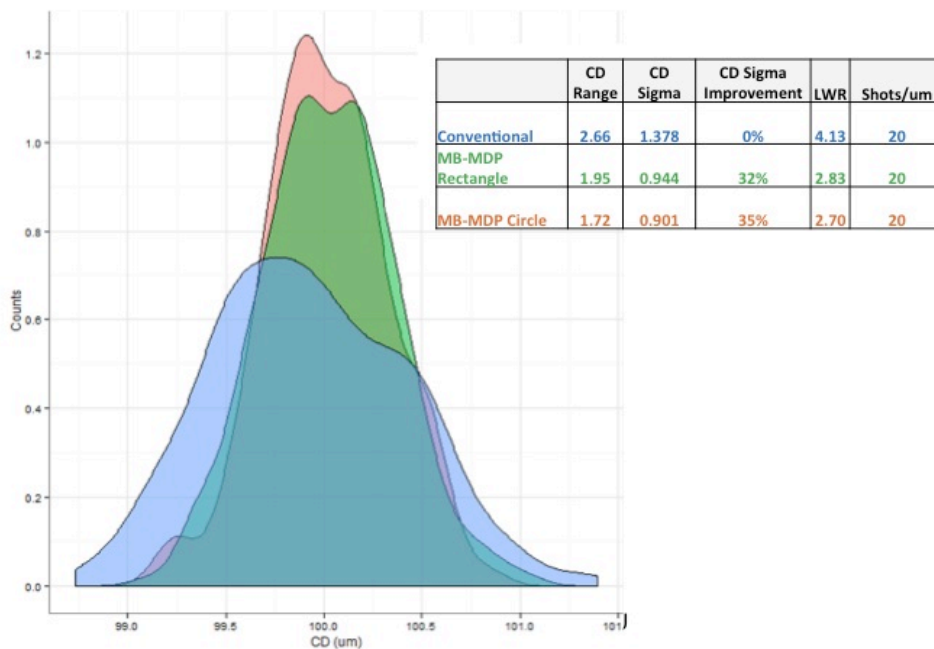 1.2
1.0
0.8
0.6
0.4
0.2
0.0
Counts
99.0 99.5 100.0 100.5 101.0 101
CD (um)
CD Range CD Sigma CD Sigma Improvement LWR Shots/um
Conventional 2.66 1.378 0% 4.13 20
MB-MDP Rectangle 1.95 0.944 32% 2.83 20
MB-MDP Circle 1.72 0.901 35% 2.70 20